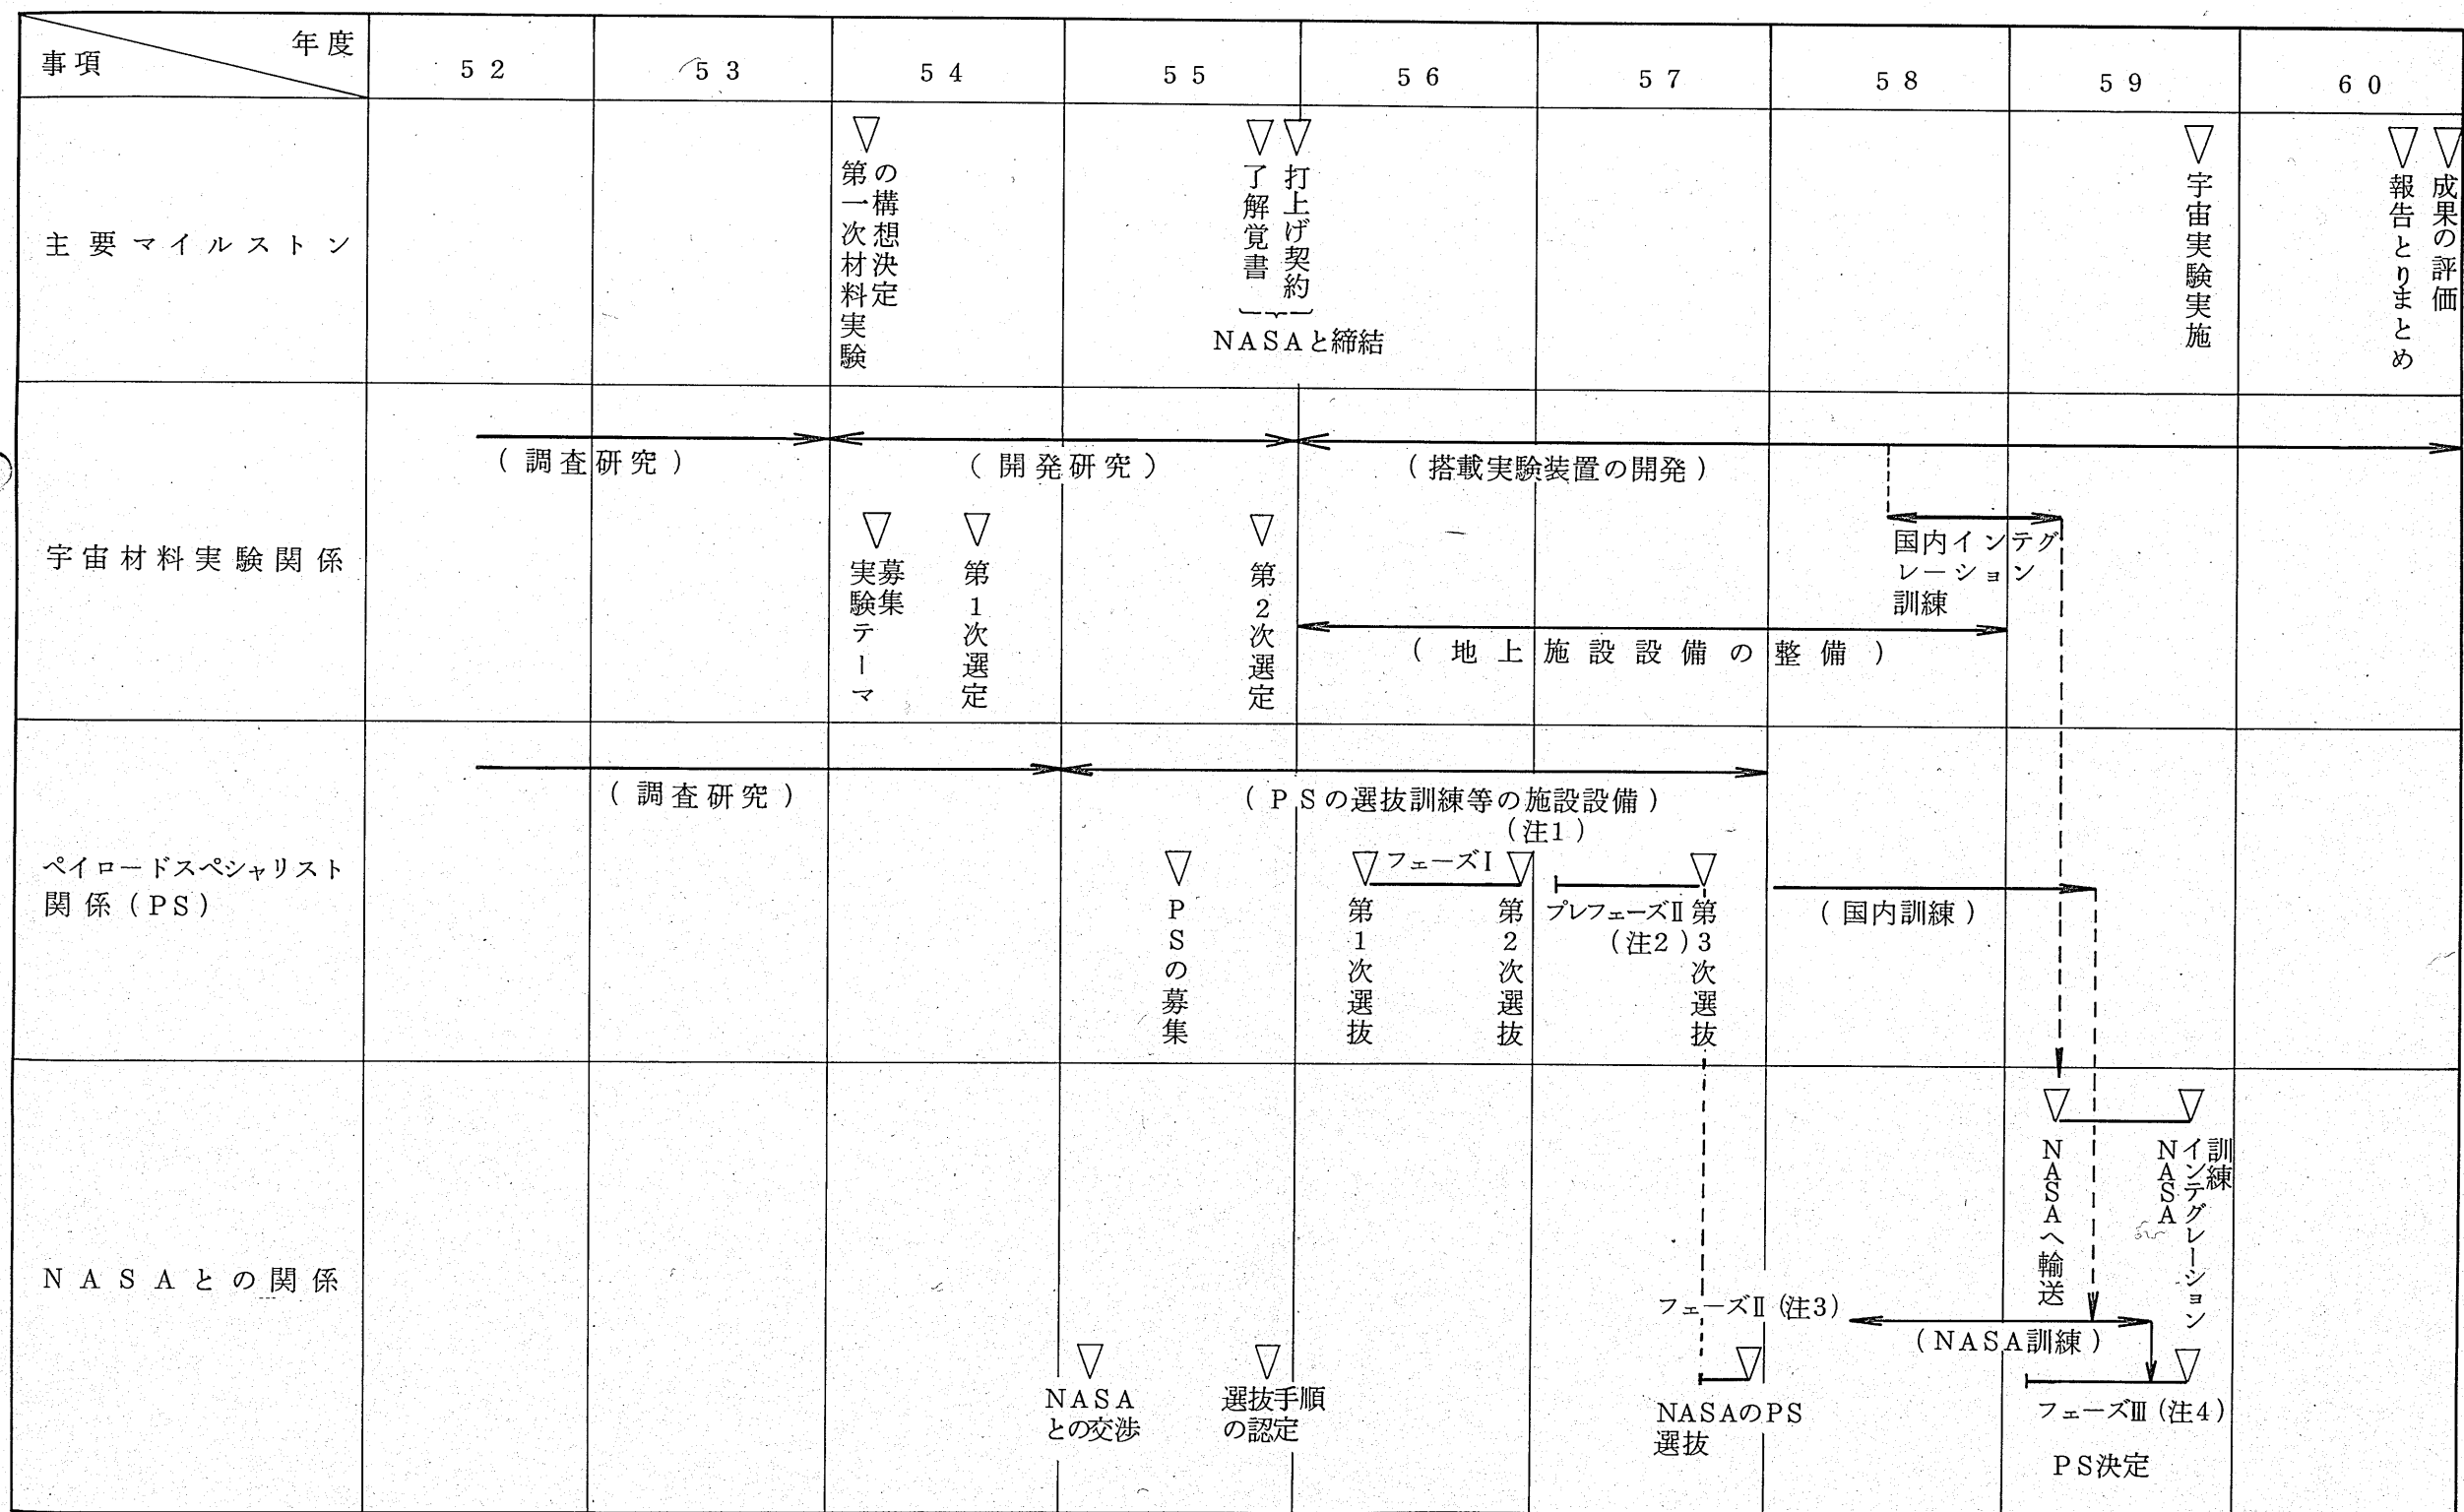 年度
事項
52
53
54
55
56
57
58
59
60
主要マイルストン
第一次材料実験
の構想決定
了解覚書
打上げ契約
NASAと締結
宇宙実験実施
報告とりまとめ
成果の評価
宇宙材料実験関係
(調査研究)
(開発研究)
(搭載実験装置の開発)
実験テーマ
募集
第1次選定
第2次選定
国内インテグ
レーション
訓練
(地上施設設備の整備)
ペイロードスペシャリスト
関係(PS)
(調査研究)
(PSの選抜訓練等の施設設備)
(注1)
PSの募集
フェーズⅠ
第1次選抜
第2次選抜
プレフェーズⅡ
(注2)
第3次選抜
(国内訓練)
NASAとの関係
NASA
との交渉
選抜手順
の認定
フェーズⅡ(注3)
NASAのPS
選抜
(NASA訓練)
NASAへ輸送
NASA
インテグレーション
訓練
フェーズⅢ(注4)
PS決定